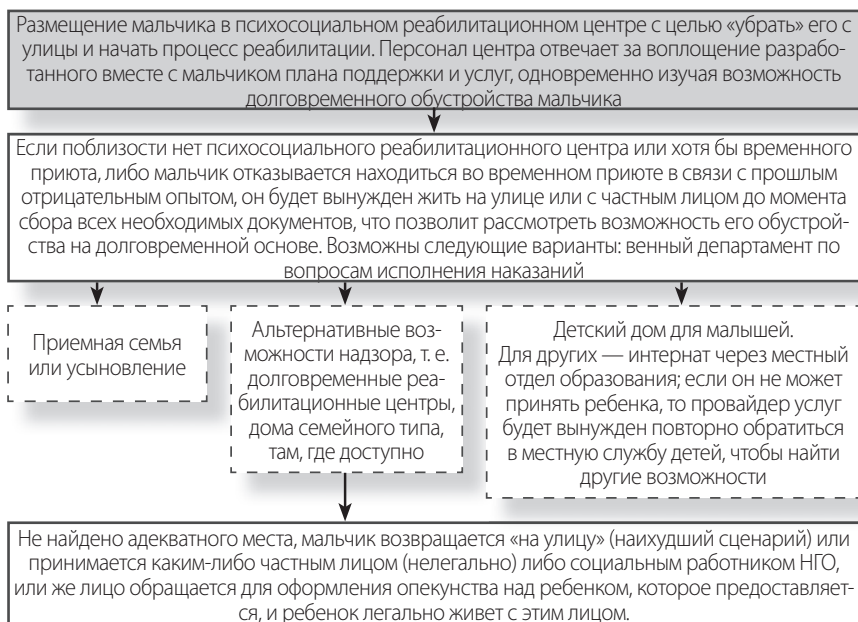 Размещение мальчика в психосоциальном реабилитационном центре с целью «убрать» его с
улицы и начать процесс реабилитации. Персонал центра отвечает за воплощение разрабо-
танного вместе с мальчиком плана поддержки и услуг, одновременно изучая возможность
долговременного обустройства мальчика
Если поблизости нет психосоциального реабилитационного центра или хотя бы временного
приюта, либо мальчик отказывается находиться во временном приюте в связи с прошлым
отрицательным опытом, он будет вынужден жить на улице или с частным лицом до момента
сбора всех необходимых документов, что позволит рассмотреть возможность его обустрой-
ства на долговременной основе. Возможны следующие варианты: венный департамент по
вопросам исполнения наказаний
Приемная семья
или усыновление
Альтернативные воз-
можности надзора, т. е.
долговременные реа-
билитационные центры,
дома семейного типа,
там, где доступно
Детский дом для малышей.
Для других — интернат через местный
отдел образования; если он не может
принять ребенка, то провайдер услуг
будет вынужден повторно обратиться
в местную службу детей, чтобы найти
другие возможности
Не найдено адекватного места, мальчик возвращается «на улицу» (наихудший сценарий) или
принимается каким-либо частным лицом (нелегально) либо социальным работником НГО,
или же лицо обращается для оформления опекунства над ребенком, которое предоставляет-
ся, и ребенок легально живет с этим лицом.